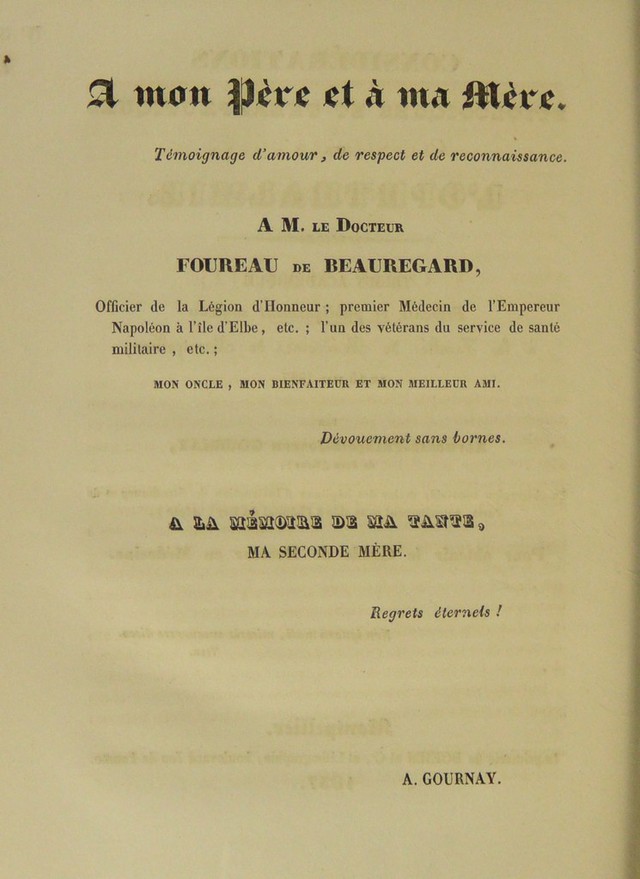 A mon Père et à ma Mère.
Témoignage d'amour, de respect et de reconnaissance.
A M. LE DOCTEUR
FOUREAU DE BEAUREGARD,
Officier de la Légion d'Honneur ; premier Médecin de l'Empereur
Napoléon à l'île d'Elbe, etc. ; l'un des vétérans du service de santé
militaire , etc. ;
MON ONCLE , MON BIENFAITEUR ET MON MEILLEUR AMI.
Dévouement sans bornes.
A LA MÉMOIRE DE MA TANTE,
MA SECONDE MÈRE.
Regrets éternels !
A. GOURNAY.